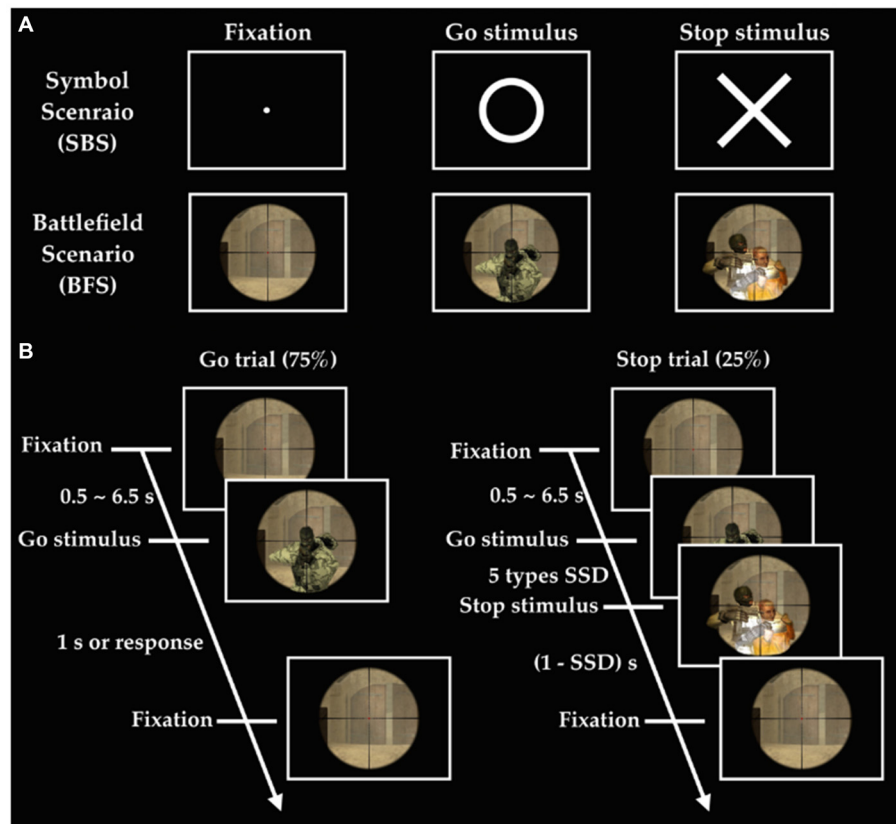 A
Fixation
Go stimulus
Stop stimulus
Symbol
Scenraio
(SBS)
Battlefield
Scenario
(BFS)
B
Go trial (75%)
Fixation
0.5 ~ 6.5 s
Go stimulus
1 s or response
Fixation
Stop trial (25%)
Fixation
0.5 ~ 6.5 s
Go stimulus
5 types SSD
Stop stimulus
(1 - SSD) s
Fixation